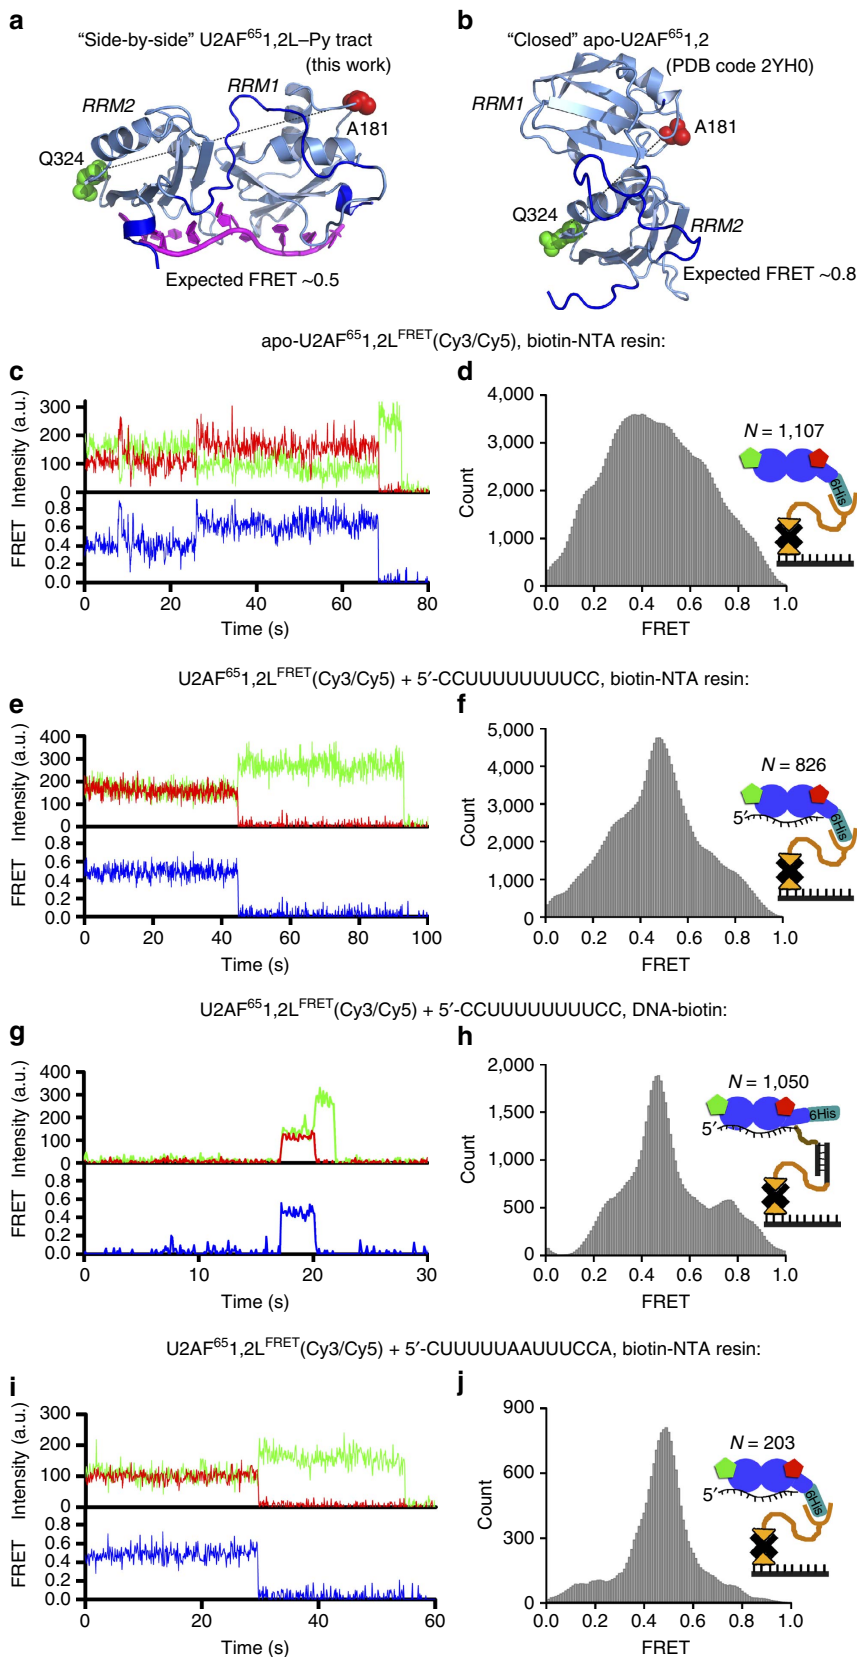 a
“Side-by-side” U2AF⁶⁵1,2L–Py tract
(this work)
RRM2
RRM1
A181
Q324
Expected FRET ~0.5
b
“Closed” apo-U2AF⁶⁵1,2
(PDB code 2YH0)
RRM1
A181
Q324
RRM2
Expected FRET ~0.8
apo-U2AF⁶⁵1,2Lᶠᴿᴱᵀ(Cy3/Cy5), biotin-NTA resin:
c
Intensity (a.u.)
300
200
100
0
FRET
0.8
0.6
0.4
0.2
0.0
0 20 40 60 80
Time (s)
d
Count
4,000
3,000
2,000
1,000
0
0.0 0.2 0.4 0.6 0.8 1.0
FRET
N = 1,107
6His
U2AF⁶⁵1,2Lᶠᴿᴱᵀ(Cy3/Cy5) + 5′-CCUUUUUUUUCC, biotin-NTA resin:
e
Intensity (a.u.)
400
300
200
100
0
FRET
0.8
0.6
0.4
0.2
0.0
0 20 40 60 80 100
Time (s)
f
Count
5,000
4,000
3,000
2,000
1,000
0
0.0 0.2 0.4 0.6 0.8 1.0
FRET
N = 826
5′
6His
U2AF⁶⁵1,2Lᶠᴿᴱᵀ(Cy3/Cy5) + 5′-CCUUUUUUUUCC, DNA-biotin:
g
Intensity (a.u.)
400
300
200
100
0
FRET
0.8
0.6
0.4
0.2
0.0
0 10 20 30
Time (s)
h
Count
2,000
1,500
1,000
500
0
0.0 0.2 0.4 0.6 0.8 1.0
FRET
N = 1,050
5′
6His
U2AF⁶⁵1,2Lᶠᴿᴱᵀ(Cy3/Cy5) + 5′-CUUUUUAAUUUCCA, biotin-NTA resin:
i
Intensity (a.u.)
300
200
100
0
FRET
0.8
0.6
0.4
0.2
0.0
0 20 40 60
Time (s)
j
Count
900
600
300
0
0.0 0.2 0.4 0.6 0.8 1.0
FRET
N = 203
5′
6His